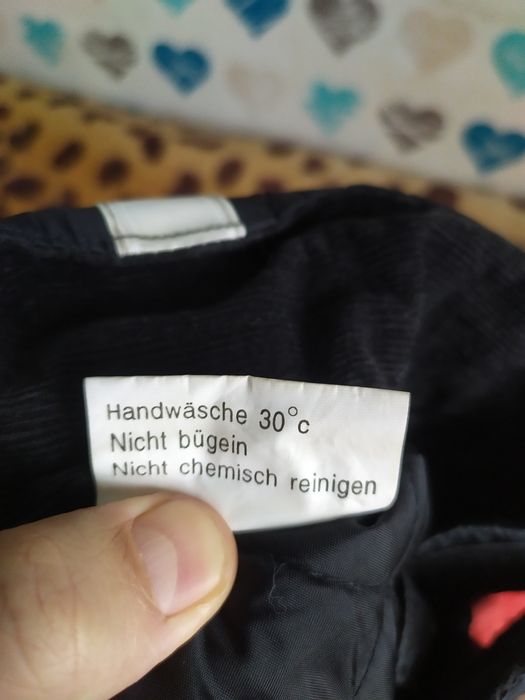 Handwäsche 30°c
Nicht bügein
Nicht chemisch reinigen